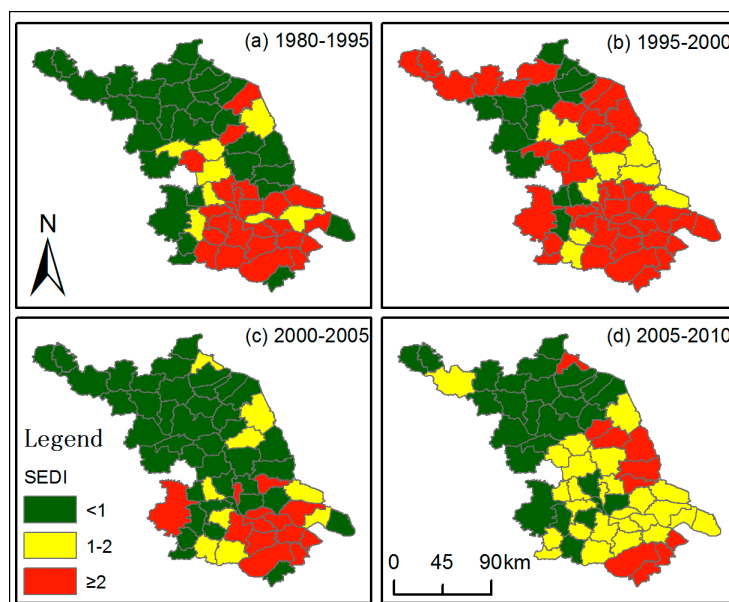 (a) 1980-1995
(b) 1995-2000
N
(c) 2000-2005
(d) 2005-2010
Legend
SEDI
<1
1-2
≥2
0 45 90km